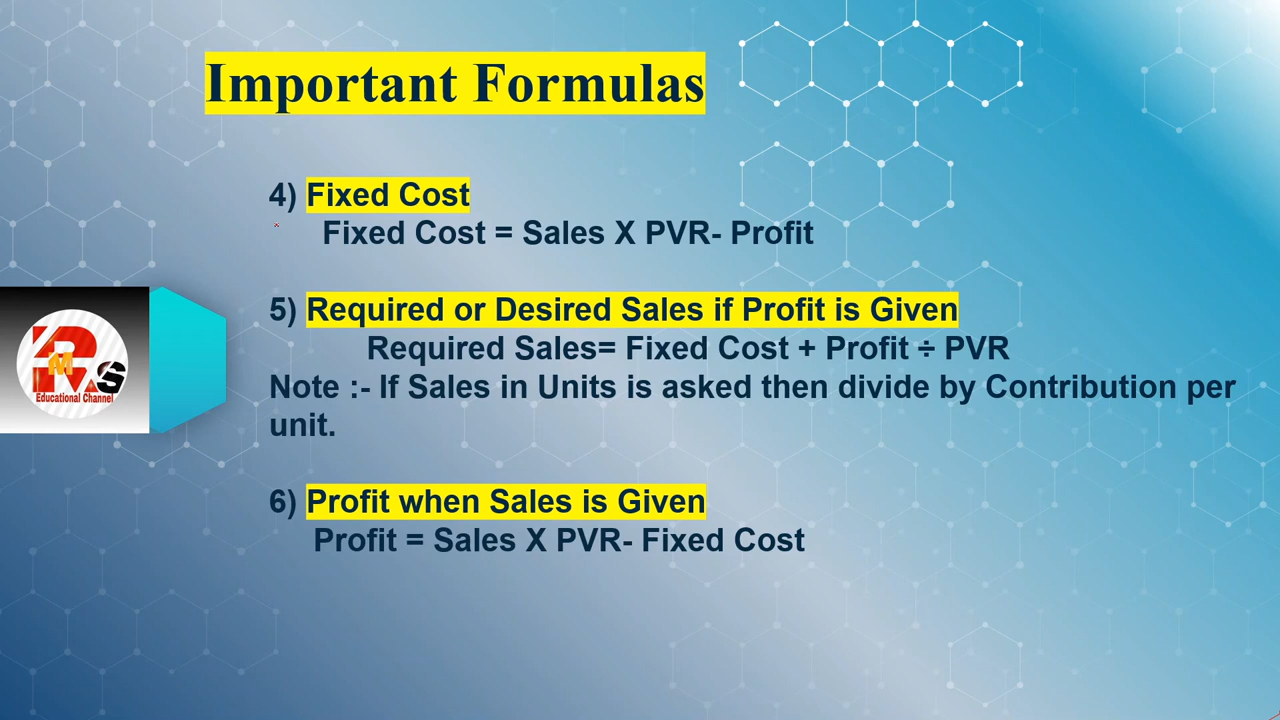 Important Formulas
4) Fixed Cost
Fixed Cost = Sales X PVR- Profit
5) Required or Desired Sales if Profit is Given
Required Sales= Fixed Cost + Profit ÷ PVR
Note :- If Sales in Units is asked then divide by Contribution per
unit.
6) Profit when Sales is Given
Profit = Sales X PVR- Fixed Cost
RMS
Educational Channel